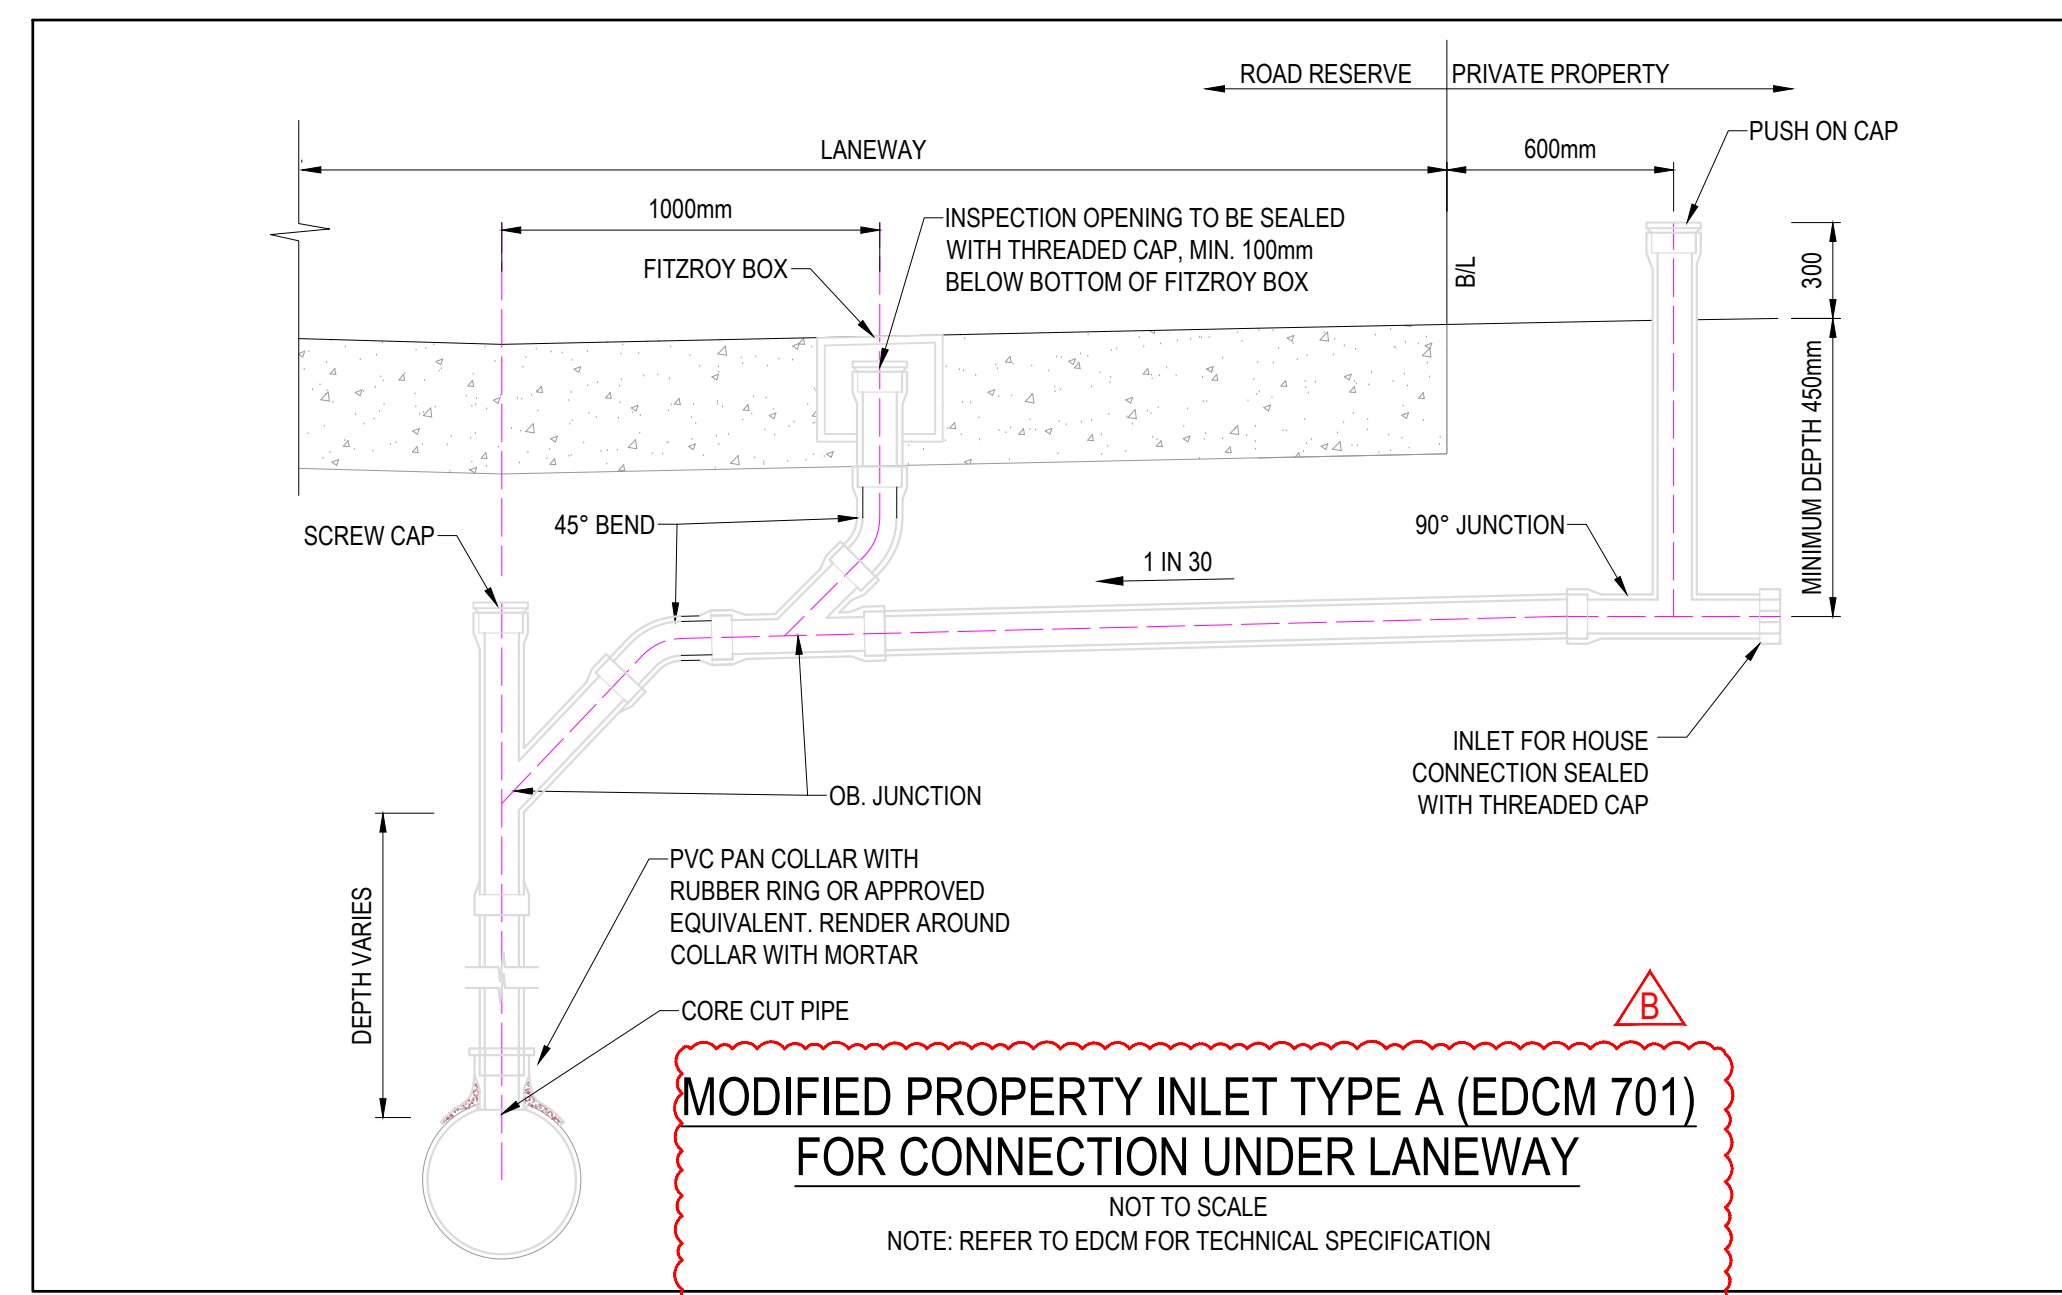 ROAD RESERVE
PRIVATE PROPERTY
PUSH ON CAP
LANEWAY
600mm
1000mm
INSPECTION OPENING TO BE SEALED
WITH THREADED CAP, MIN. 100mm
BELOW BOTTOM OF FITZROY BOX
FITZROY BOX
B/L
300
MINIMUM DEPTH 450mm
SCREW CAP
45° BEND
90° JUNCTION
1 IN 30
INLET FOR HOUSE
CONNECTION SEALED
WITH THREADED CAP
OB. JUNCTION
DEPTH VARIES
PVC PAN COLLAR WITH
RUBBER RING OR APPROVED
EQUIVALENT. RENDER AROUND
COLLAR WITH MORTAR
CORE CUT PIPE
B
MODIFIED PROPERTY INLET TYPE A (EDCM 701)
FOR CONNECTION UNDER LANEWAY
NOT TO SCALE
NOTE: REFER TO EDCM FOR TECHNICAL SPECIFICATION